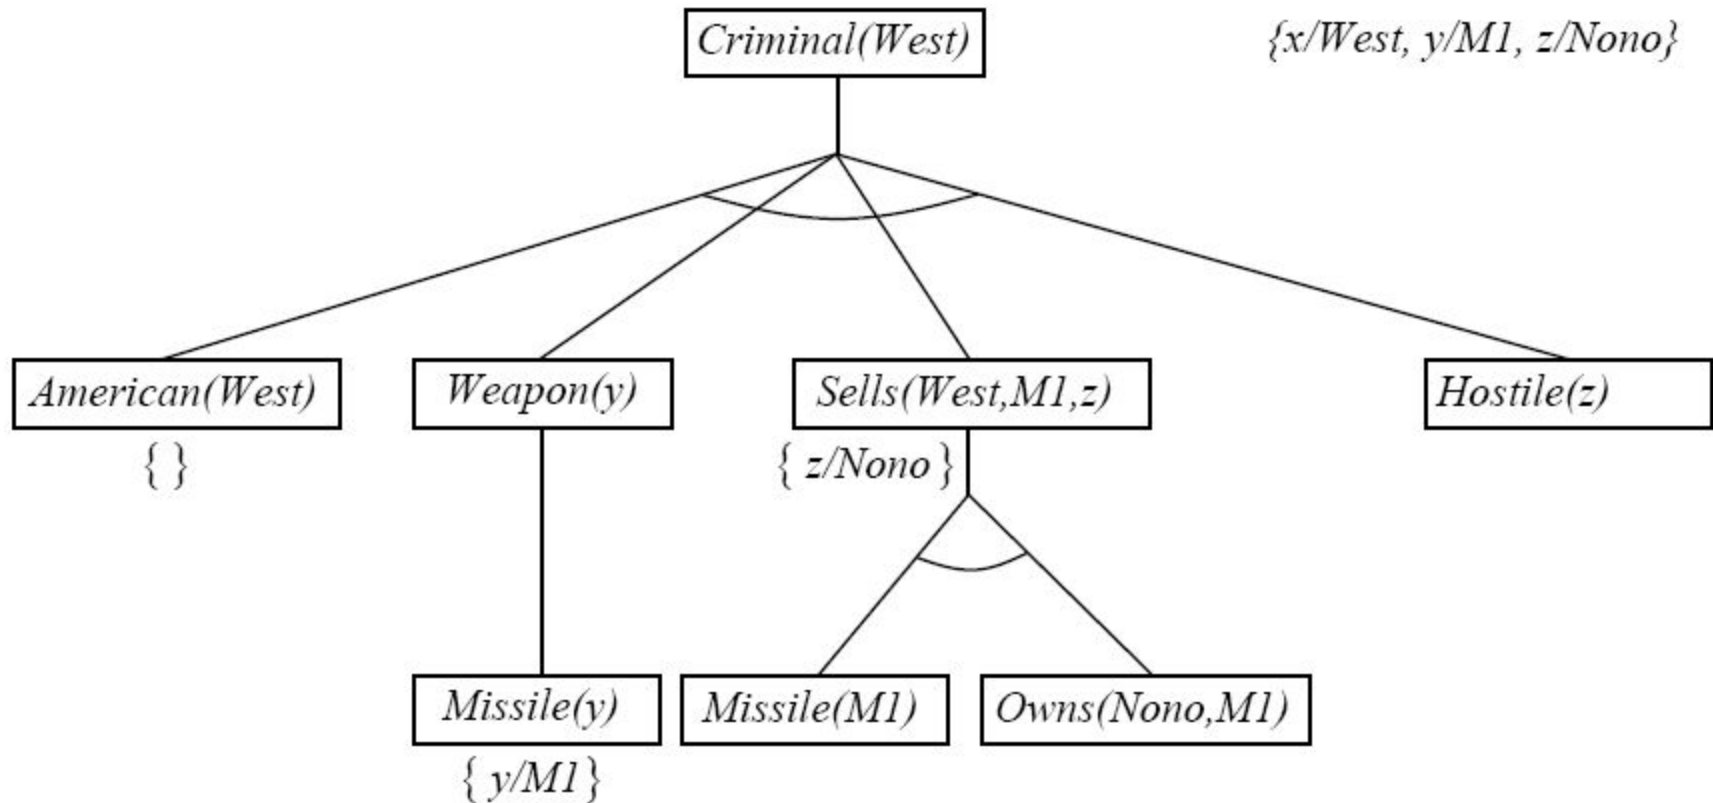 Criminal(West)
{x/West, y/M1, z/Nono}
American(West)
Weapon(y)
Sells(West,M1,z)
Hostile(z)
{ }
{ z/Nono }
Missile(y)
Missile(M1)
Owns(Nono,M1)
{ y/M1 }